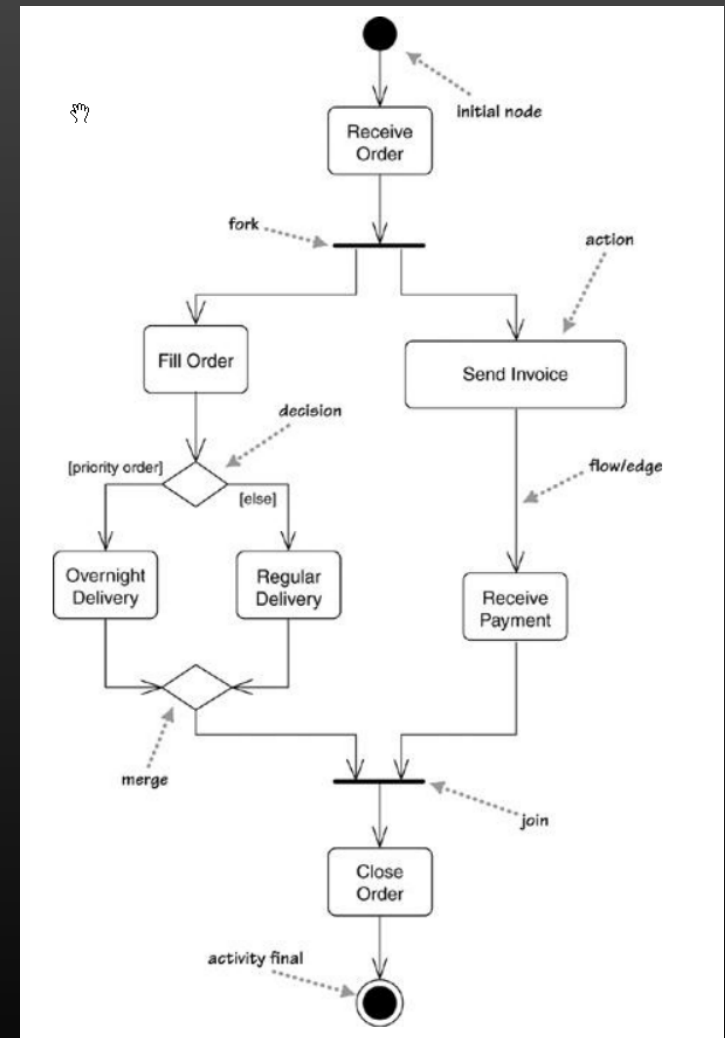 initial node
Receive
Order
fork
action
Fill Order
Send Invoice
decision
[priority order]
[else]
flow/edge
Overnight
Delivery
Regular
Delivery
Receive
Payment
merge
join
Close
Order
activity final